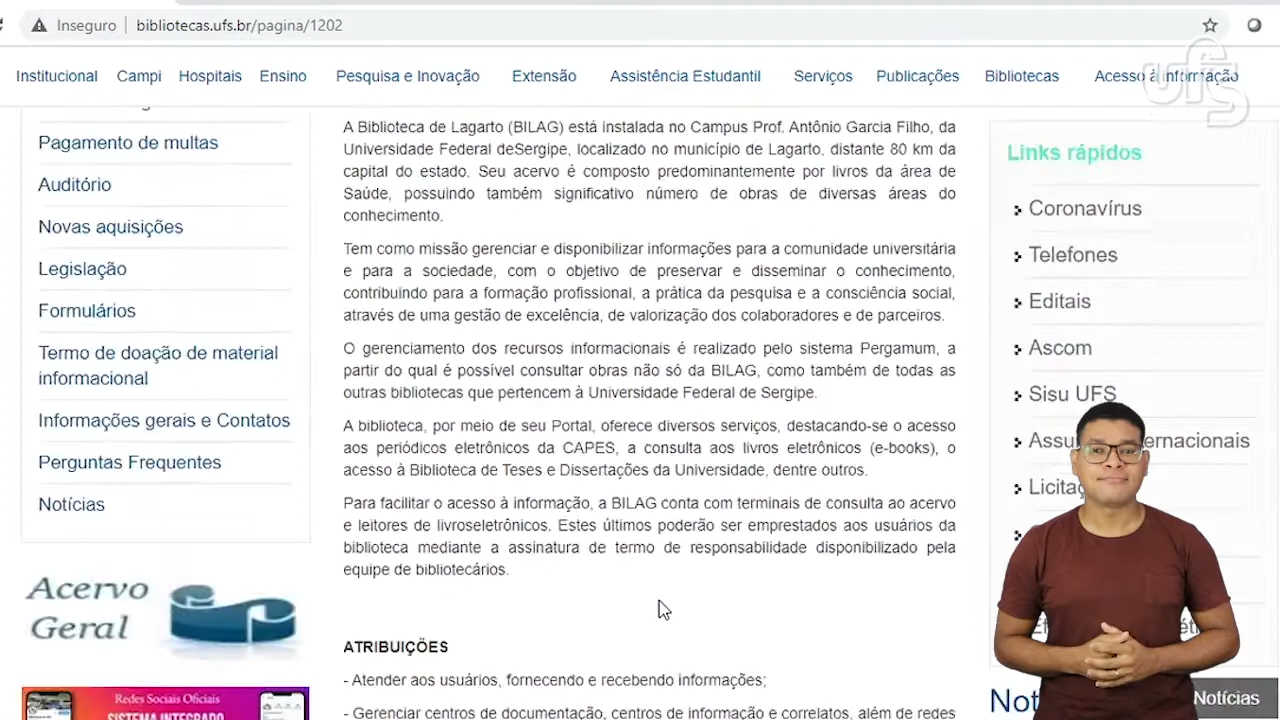 Inseguro
bibliotecas.ufs.br/pagina/1202
Institucional
Campi
Hospitais
Ensino
Pesquisa e Inovação
Extensão
Assistência Estudantil
Serviços
Publicações
Bibliotecas
Acesso à informação
ufs
Pagamento de multas
Auditório
Novas aquisições
Legislação
Formulários
Termo de doação de material
informacional
Informações gerais e Contatos
Perguntas Frequentes
Notícias
Acervo
Geral
Redes Sociais Oficiais
SISTEMA INTEGRADO
A Biblioteca de Lagarto (BILAG) está instalada no Campus Prof. Antônio Garcia Filho, da
Universidade Federal deSergipe, localizado no município de Lagarto, distante 80 km da
capital do estado. Seu acervo é composto predominantemente por livros da área de
Saúde, possuindo também significativo número de obras de diversas áreas do
conhecimento.
Tem como missão gerenciar e disponibilizar informações para a comunidade universitária
e para a sociedade, com o objetivo de preservar e disseminar o conhecimento,
contribuindo para a formação profissional, a prática da pesquisa e a consciência social,
através de uma gestão de excelência, de valorização dos colaboradores e de parceiros.
O gerenciamento dos recursos informacionais é realizado pelo sistema Pergamum, a
partir do qual é possível consultar obras não só da BILAG, como também de todas as
outras bibliotecas que pertencem à Universidade Federal de Sergipe.
A biblioteca, por meio de seu Portal, oferece diversos serviços, destacando-se o acesso
aos periódicos eletrônicos da CAPES, a consulta aos livros eletrônicos (e-books), o
acesso à Biblioteca de Teses e Dissertações da Universidade, dentre outros.
Para facilitar o acesso à informação, a BILAG conta com terminais de consulta ao acervo
e leitores de livroseletrônicos. Estes últimos poderão ser emprestados aos usuários da
biblioteca mediante a assinatura de termo de responsabilidade disponibilizado pela
equipe de bibliotecários.
ATRIBUIÇÕES
- Atender aos usuários, fornecendo e recebendo informações;
- Gerenciar centros de documentação, centros de informação e correlatos, além de redes
Links rápidos
Coronavírus
Telefones
Editais
Ascom
Sisu UFS
Notícias